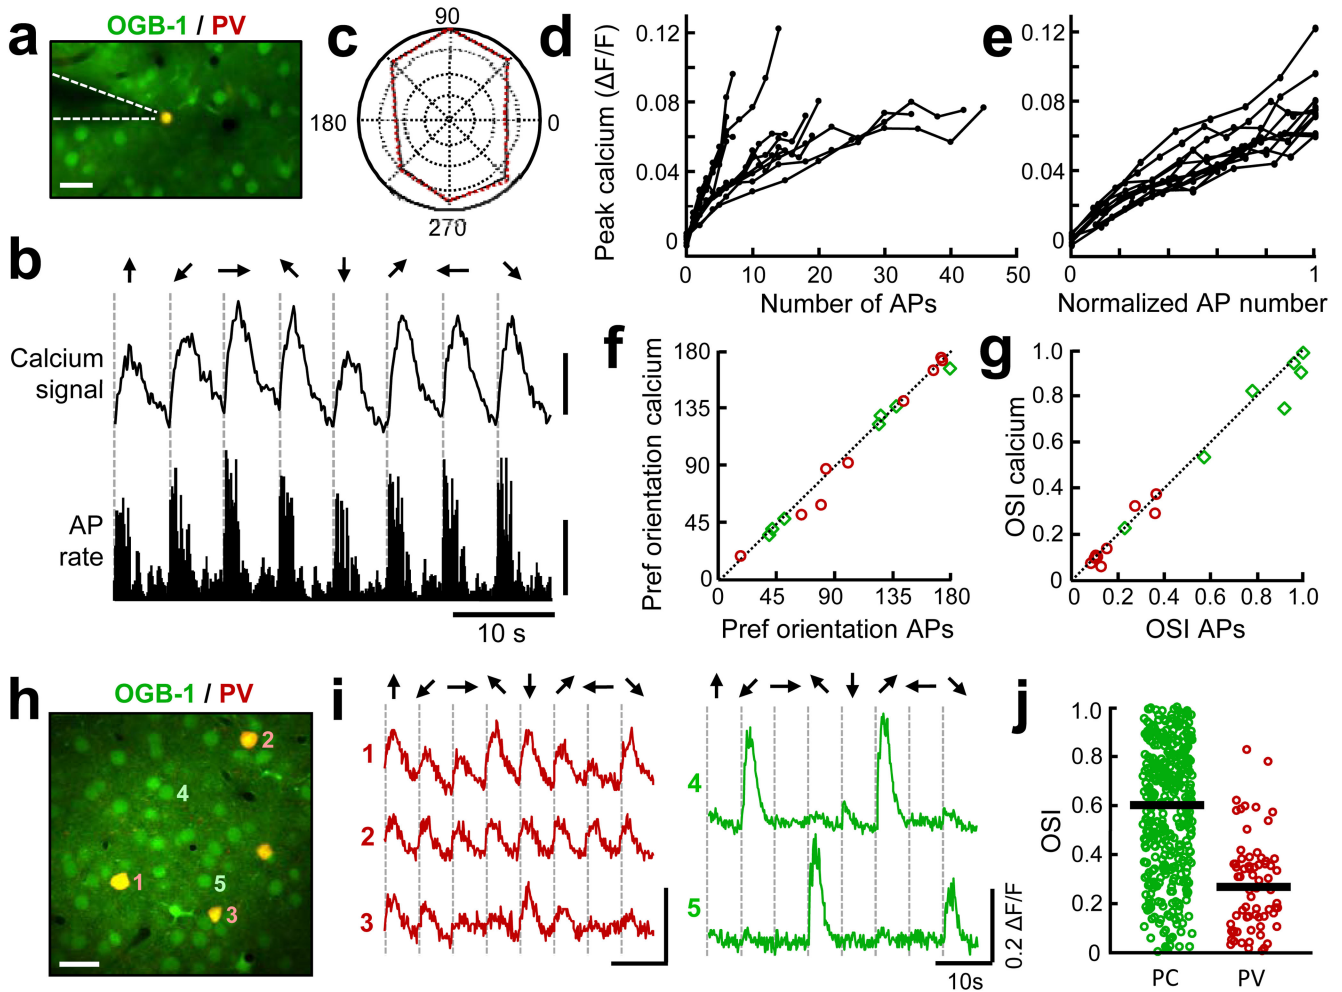 a
OGB-1 / PV
b
Calcium
signal
AP
rate
10 s
c
90
180
0
270
d
Peak calcium (ΔF/F)
0.12
0.08
0.04
0
0 10 20 30 40 50
Number of APs
e
0.12
0.08
0.04
0
0 1
Normalized AP number
f
Pref orientation calcium
180
135
90
45
0
0 45 90 135 180
Pref orientation APs
g
OSI calcium
1.0
0.8
0.6
0.4
0.2
0
0 0.2 0.4 0.6 0.8 1.0
OSI APs
h
OGB-1 / PV
2
4
1
5
3
i
1
2
3
4
5
0.2 ΔF/F
10s
j
OSI
1.0
0.8
0.6
0.4
0.2
0
PC PV